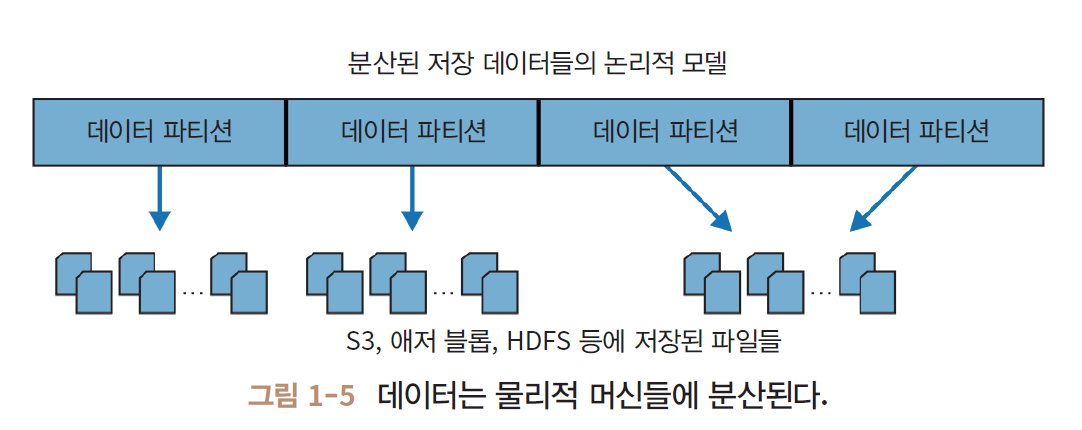 분산된 저장 데이터들의 논리적 모델
데이터 파티션 데이터 파티션 데이터 파티션 데이터 파티션
S3, 애저 블롭, HDFS 등에 저장된 파일들
그림 1-5 데이터는 물리적 머신들에 분산된다.